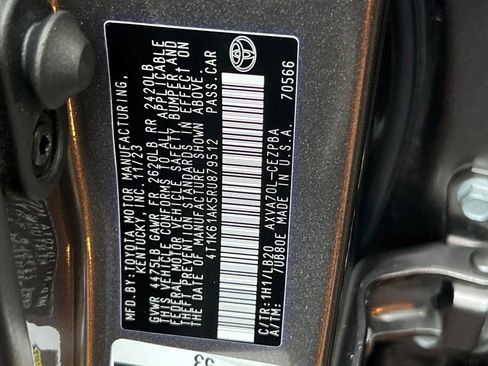 MFD.BY:TOYOTA MOTOR MANUFACTURING,
KENTUCKY, INC. 11/23
GVWR 4475LB GAWR FR 2620LB RR 2420LB
THIS VEHICLE CONFORMS TO ALL APPLICABLE
FEDERAL MOTOR VEHICLE SAFETY, BUMPER, AND
THEFT PREVENTION STANDARDS IN EFFECT ON
THE DATE OF MANUFACTURE SHOWN ABOVE.
4T1K61AK5RU879512 PASS.CAR
C/TR: 1H1/LB20 AXVA70L-CEZPBA
A/TM: /UB80E MADE IN U.S.A. 70566